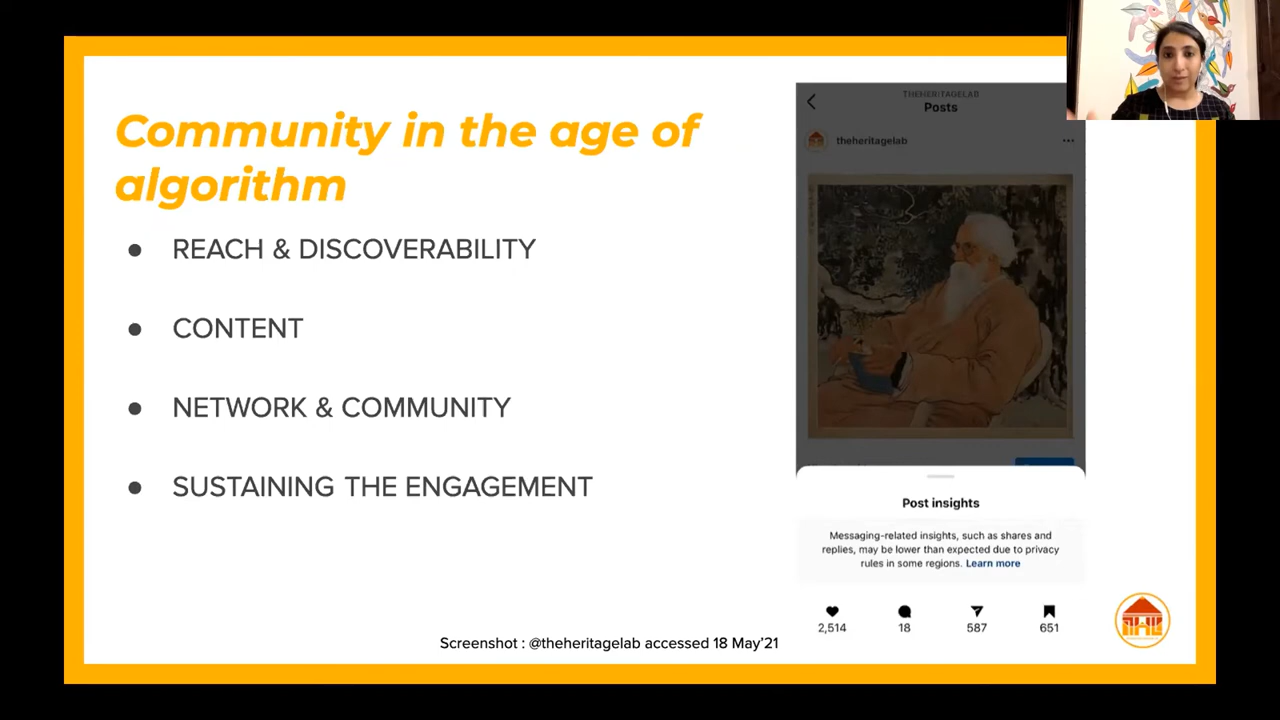 Community in the age of
algorithm
● REACH & DISCOVERABILITY
● CONTENT
● NETWORK & COMMUNITY
● SUSTAINING THE ENGAGEMENT
Screenshot : @theheritagelab accessed 18 May'21
THEHERITAGELAB
Posts
theheritagelab
Post insights
Messaging-related insights, such as shares and
replies, may be lower than expected due to privacy
rules in some regions. Learn more
2,514 18 587 651